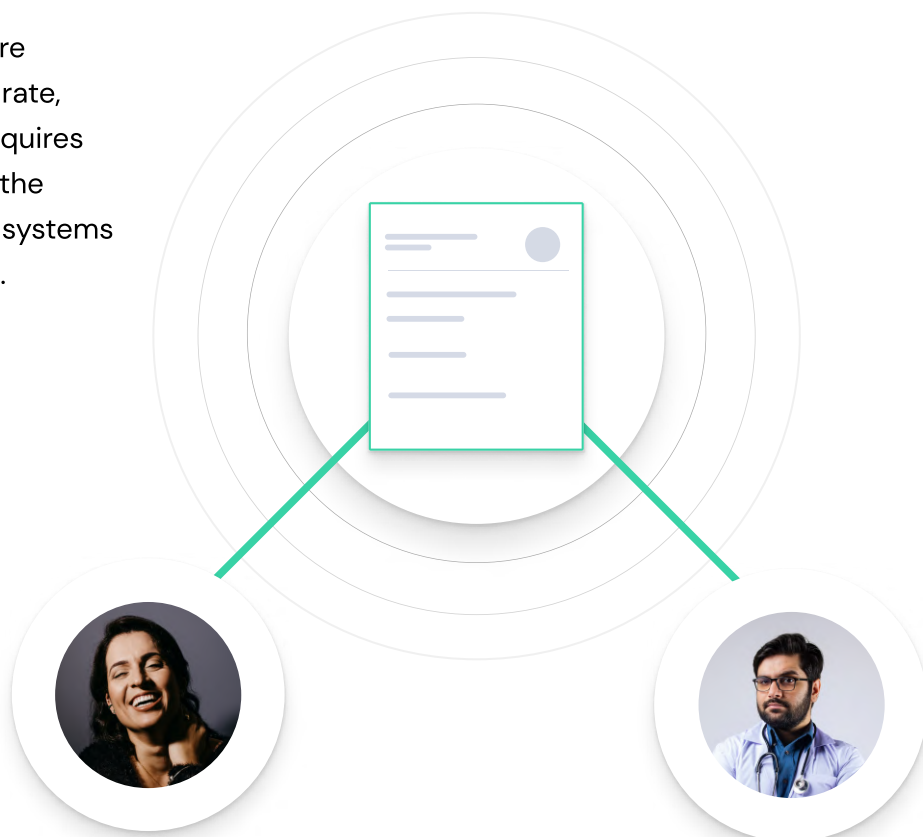 re
rate,
quires
the
systems
.